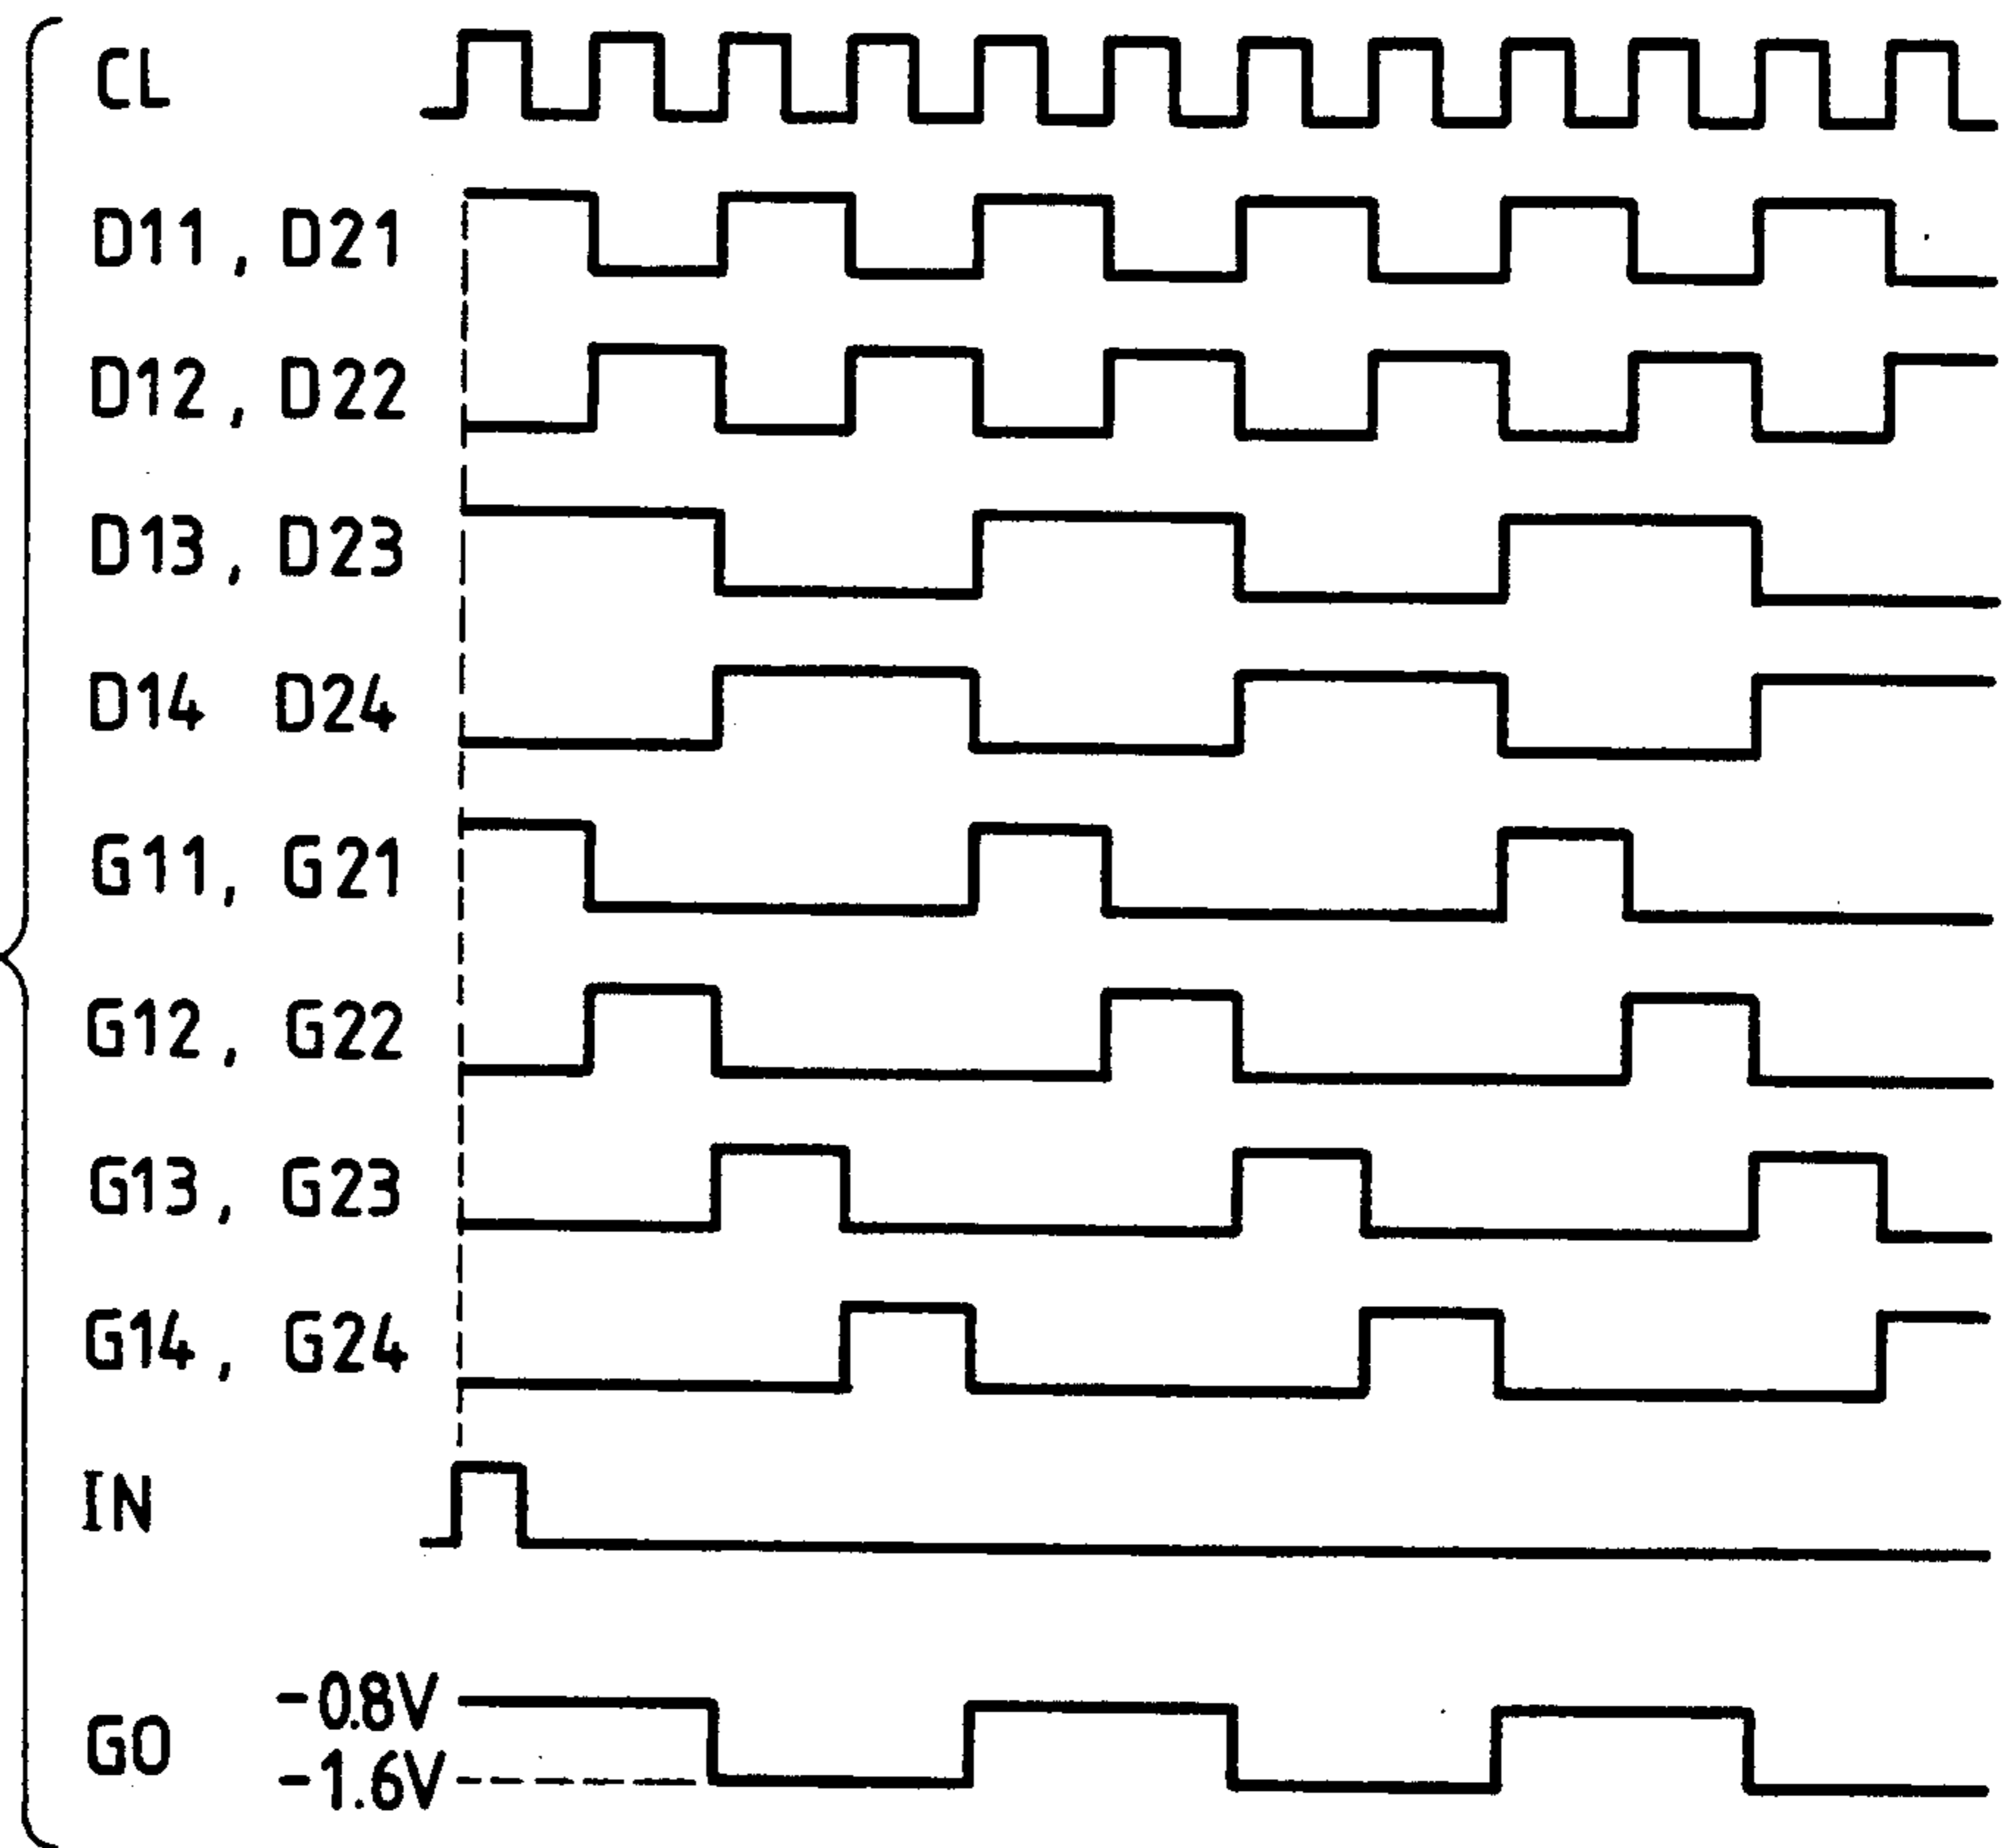 CL
D11, D21
D12, D22
D13, D23
D14 D24
G11, G21
G12, G22
G13, G23
G14, G24
IN
-0.8V
GO
-1.6V